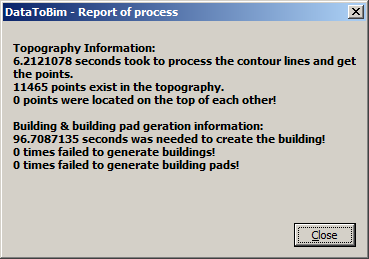 DataToBim - Report of process
Topography Information:
6.2121078 seconds took to process the contour lines and get
the points.
11465 points exist in the topography.
0 points were located on the top of each other!
Building & building pad geration information:
96.7087135 seconds was needed to create the building!
0 times failed to generate buildings!
0 times failed to generate building pads!
Close